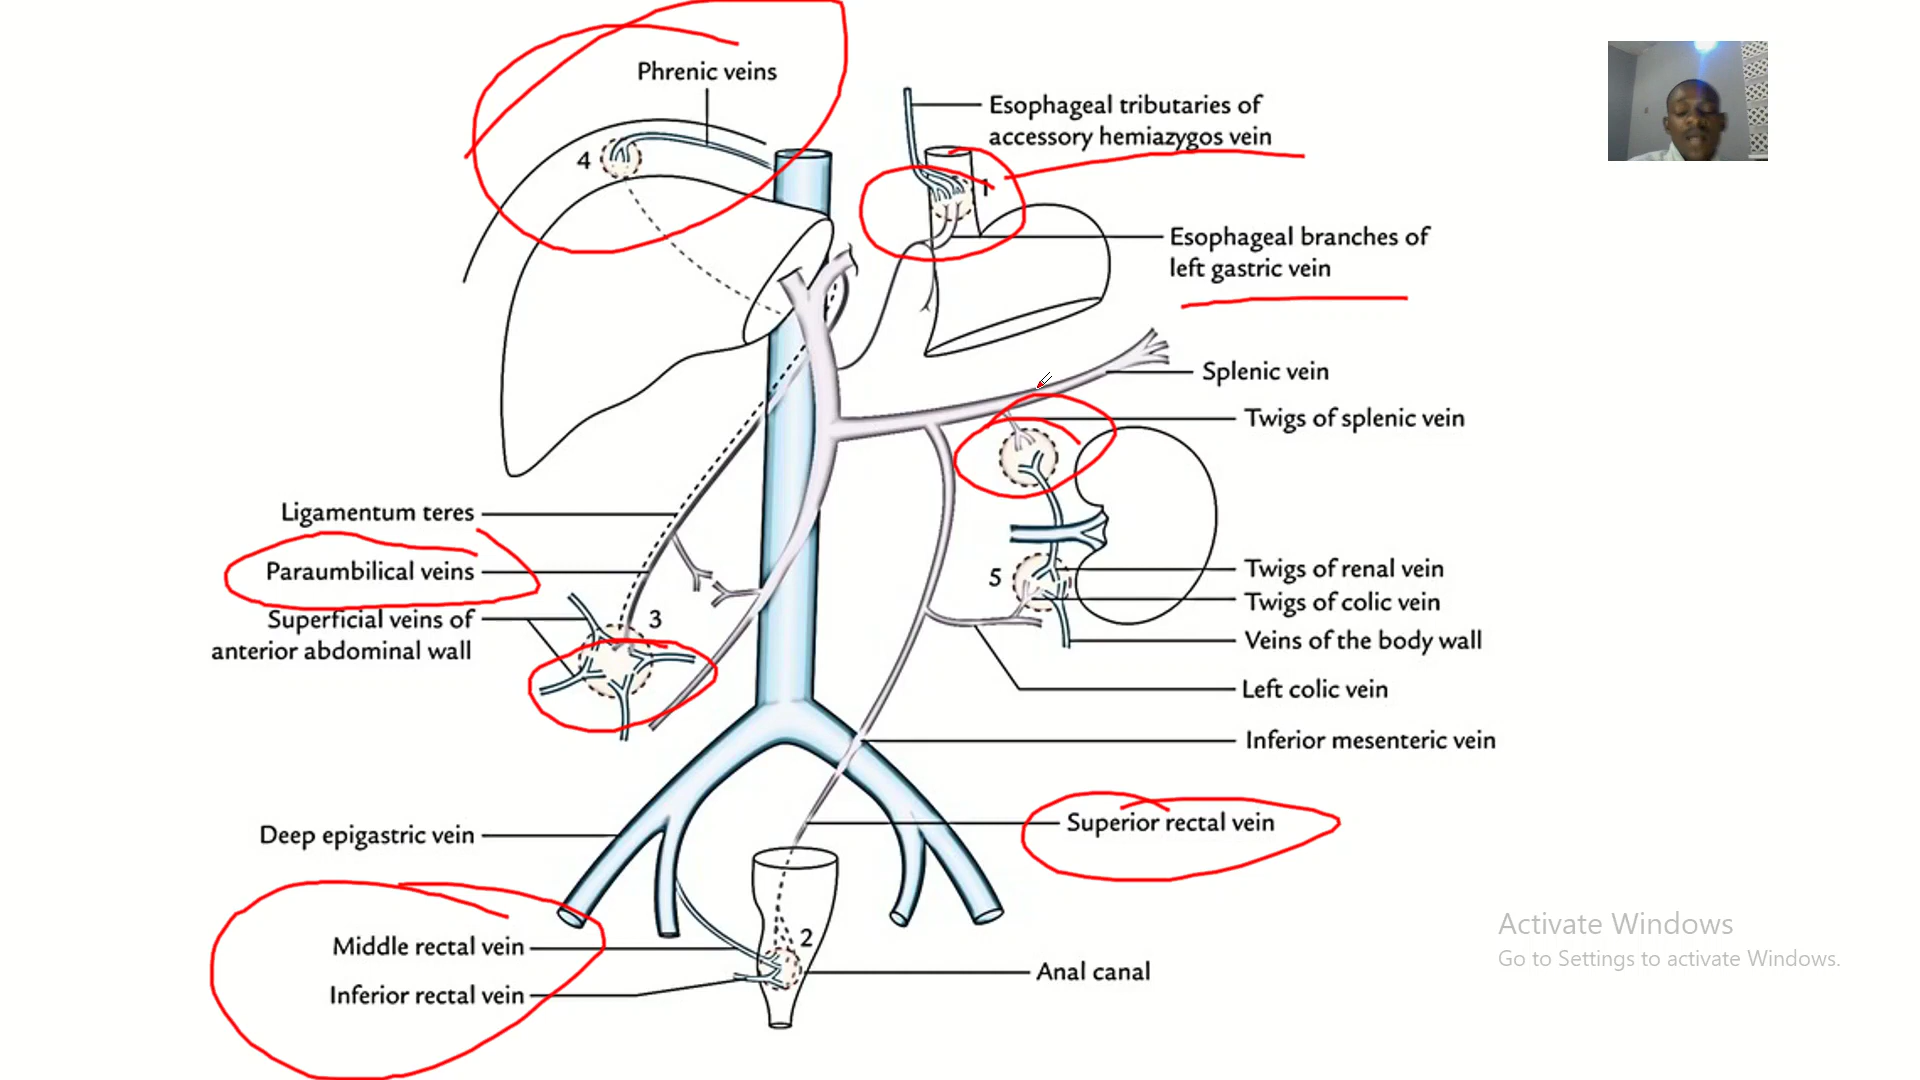 Phrenic veins
4
Esophageal tributaries of
accessory hemiazygos vein
1
Esophageal branches of
left gastric vein
Splenic vein
Twigs of splenic vein
Ligamentum teres
Paraumbilical veins
Superficial veins of
anterior abdominal wall
3
5
Twigs of renal vein
Twigs of colic vein
Veins of the body wall
Left colic vein
Inferior mesenteric vein
Superior rectal vein
Deep epigastric vein
Middle rectal vein
Inferior rectal vein
2
Anal canal
Activate Windows
Go to Settings to activate Windows.